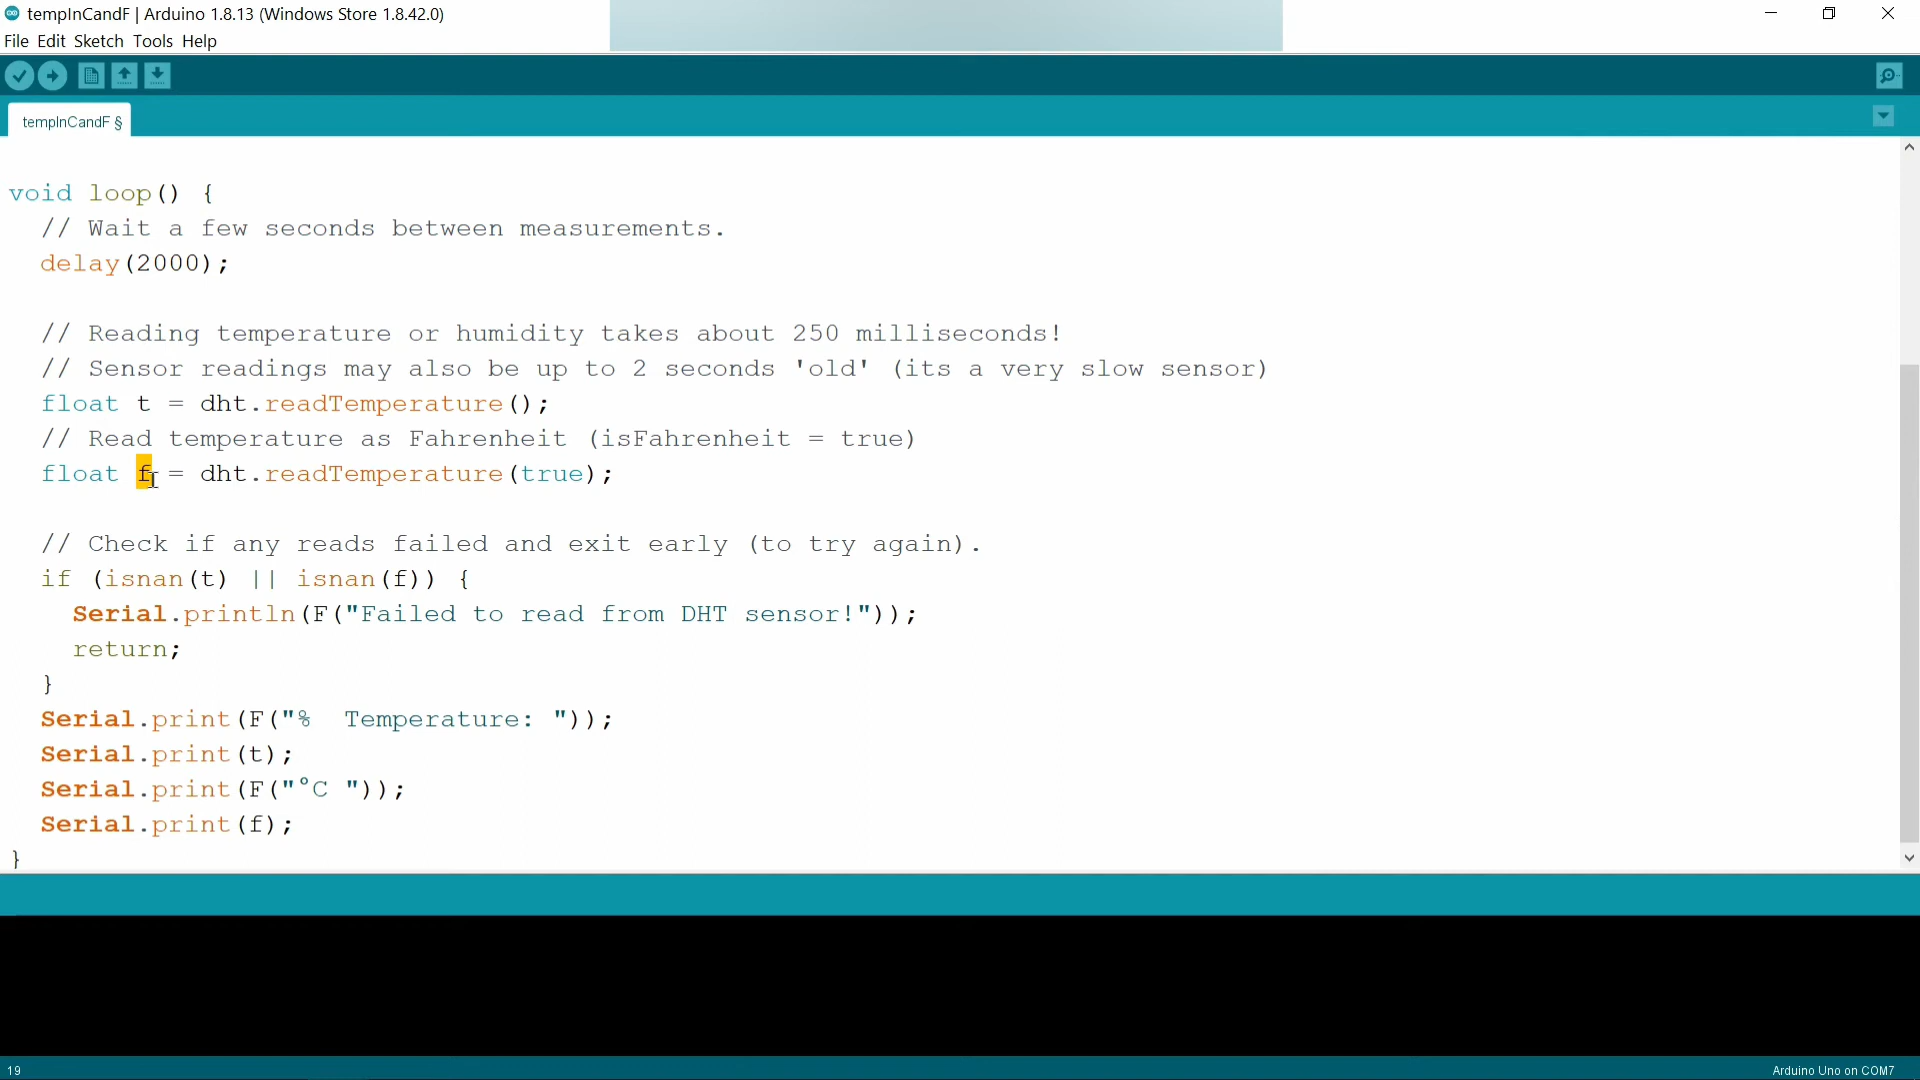 tempInCandF | Arduino 1.8.13 (Windows Store 1.8.42.0)
File Edit Sketch Tools Help
tempInCandF §
void loop() {
  // Wait a few seconds between measurements.
  delay(2000);
  // Reading temperature or humidity takes about 250 milliseconds!
  // Sensor readings may also be up to 2 seconds 'old' (its a very slow sensor)
  float t = dht.readTemperature();
  // Read temperature as Fahrenheit (isFahrenheit = true)
  float f = dht.readTemperature(true);
  // Check if any reads failed and exit early (to try again).
  if (isnan(t) || isnan(f)) {
    Serial.println(F("Failed to read from DHT sensor!"));
    return;
  }
  Serial.print(F("%  Temperature: "));
  Serial.print(t);
  Serial.print(F("°C "));
  Serial.print(f);
}
19
Arduino Uno on COM7